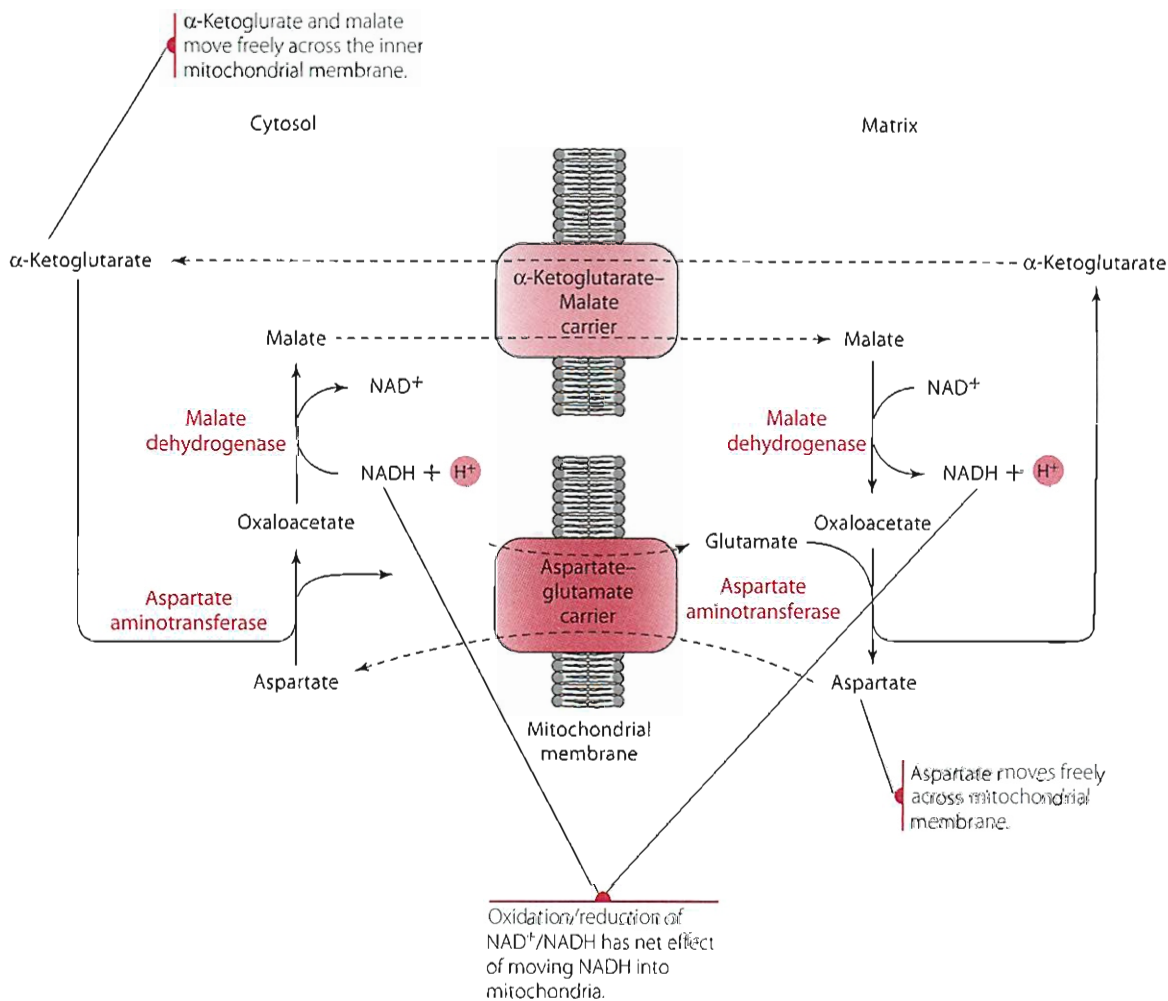 α-Ketoglurate and malate
move freely across the inner
mitochondrial membrane.
Cytosol
Matrix
α-Ketoglutarate
α-Ketoglutarate–
Malate
carrier
α-Ketoglutarate
Malate
Malate
NAD+
NAD+
Malate
dehydrogenase
Malate
dehydrogenase
NADH + H+
NADH + H+
Oxaloacetate
Oxaloacetate
Glutamate
Aspartate–
glutamate
carrier
Aspartate
aminotransferase
Aspartate
aminotransferase
Aspartate
Aspartate
Mitochondrial
membrane
Aspartate moves freely
across mitochondrial
membrane.
Oxidation/reduction of
NAD+/NADH has net effect
of moving NADH into
mitochondria.